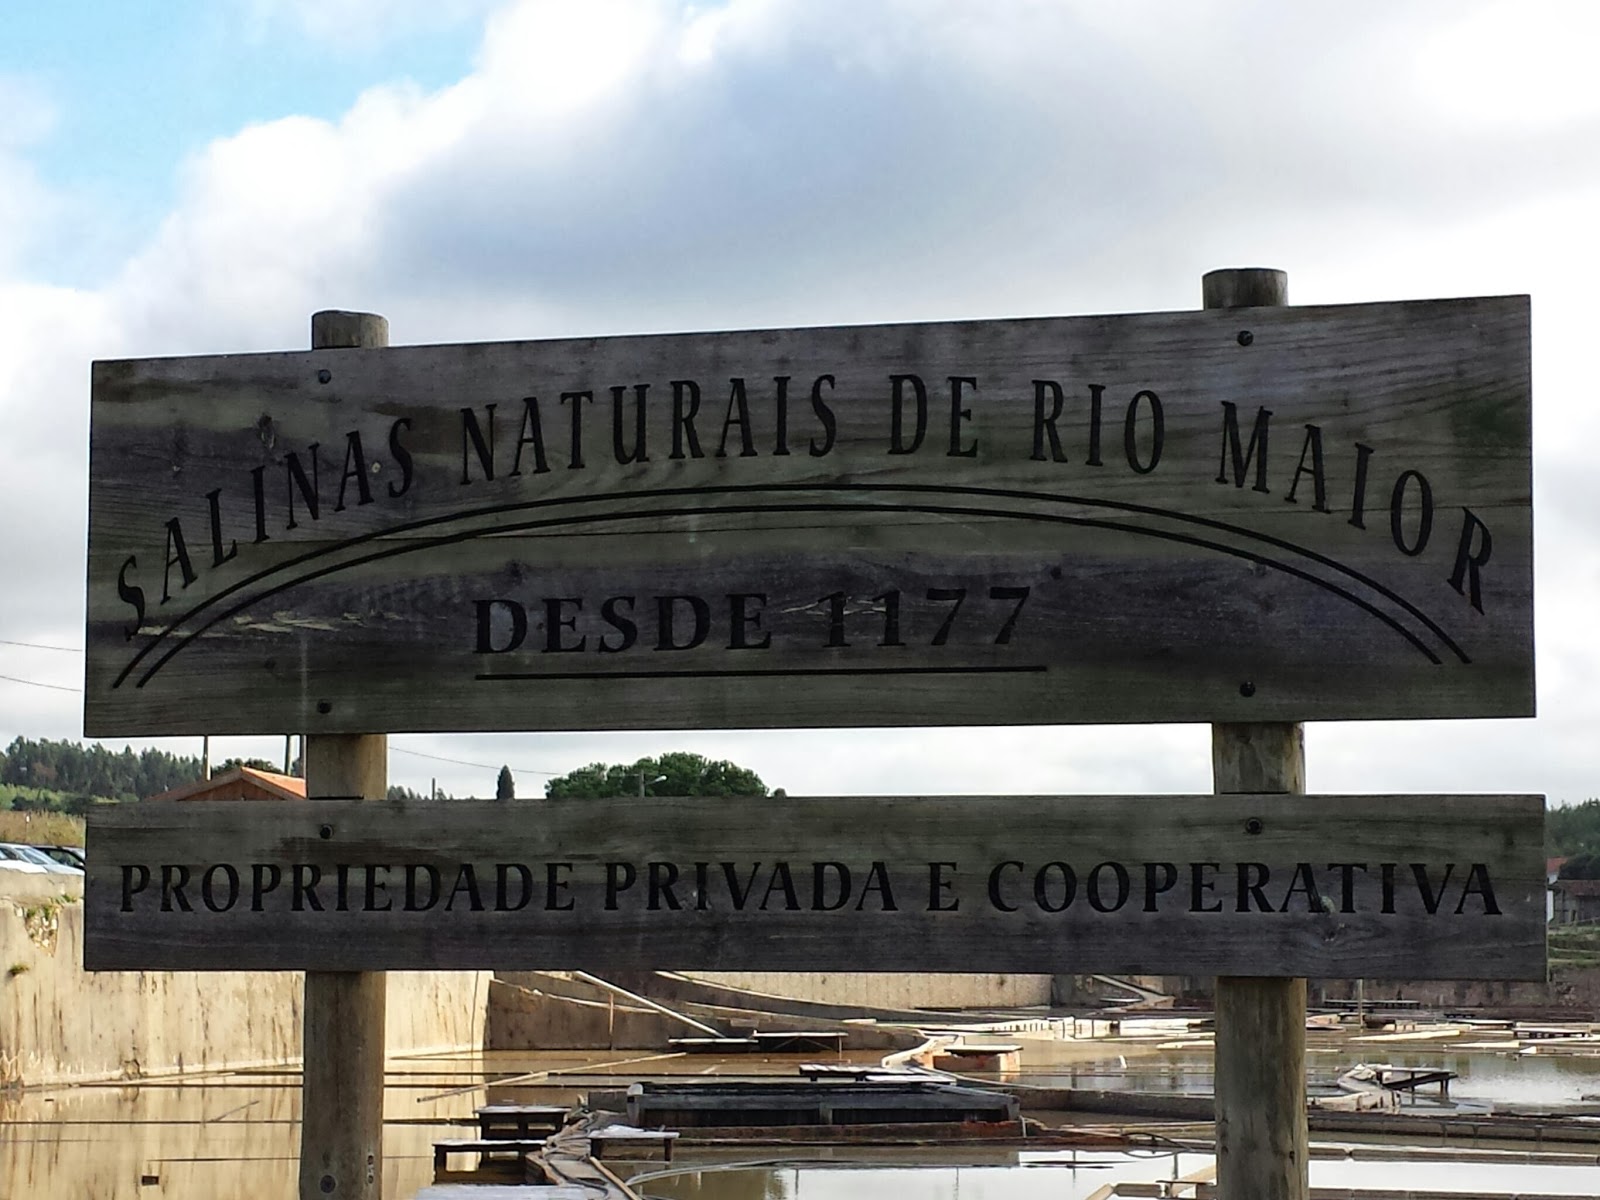 SALINAS NATURAIS DE RIO MAIOR
DESDE 1177
PROPRIEDADE PRIVADA E COOPERATIVA